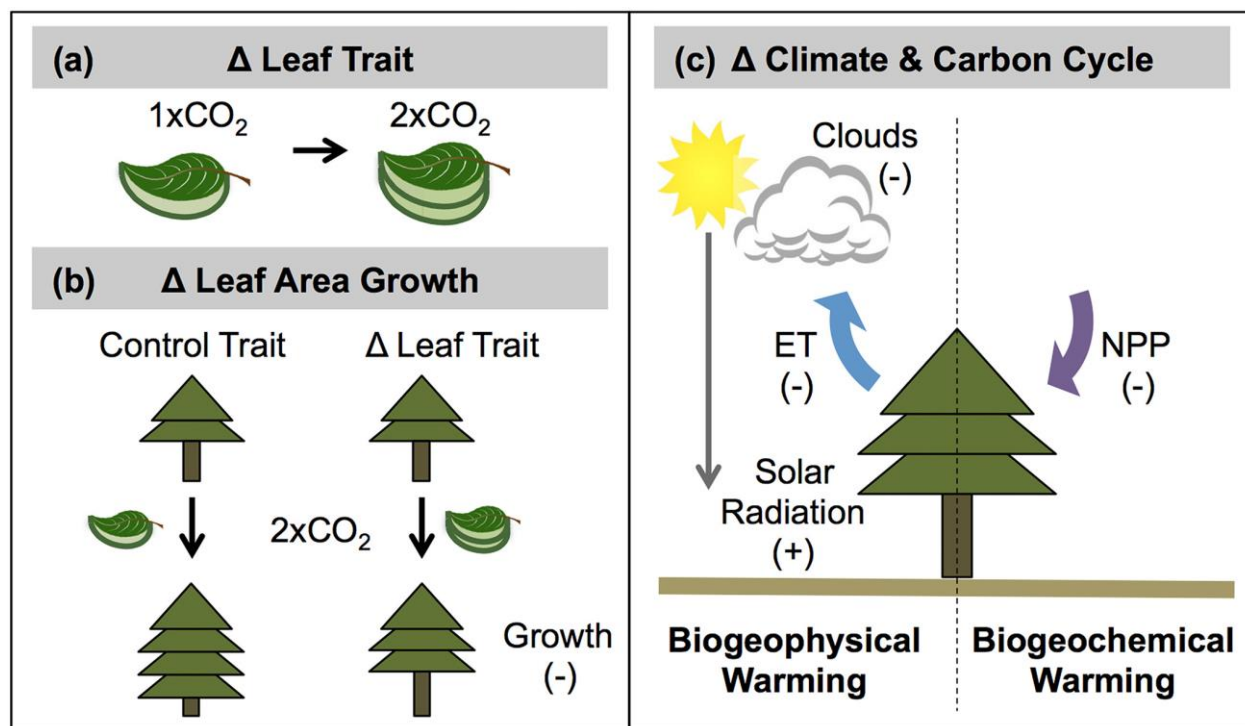 (a) Δ Leaf Trait
1xCO₂ 2xCO₂
(b) Δ Leaf Area Growth
Control Trait Δ Leaf Trait
2xCO₂
Growth
(-)
(c) Δ Climate & Carbon Cycle
Clouds
(-)
ET
(-)
NPP
(-)
Solar
Radiation
(+)
Biogeophysical
Warming
Biogeochemical
Warming